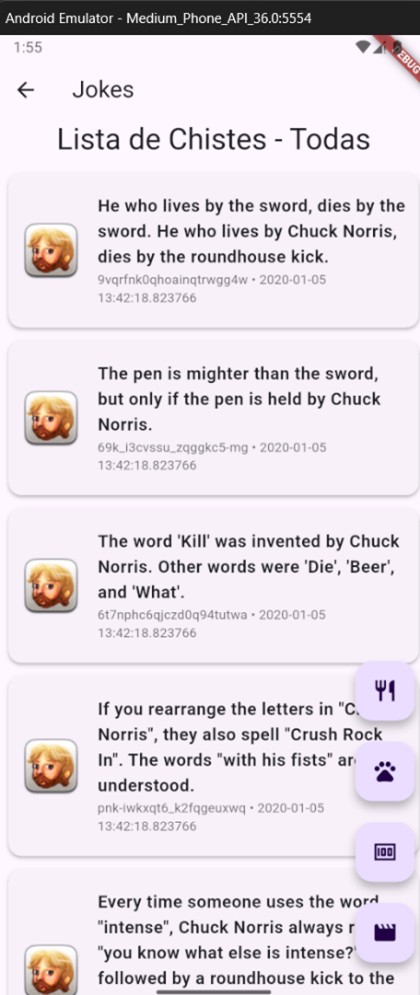 Android Emulator - Medium_Phone_API_36.0:5554
1:55
Jokes
Lista de Chistes - Todas
He who lives by the sword, dies by the
sword. He who lives by Chuck Norris,
dies by the roundhouse kick.
9vqrfnk0qhoainqtrwgg4w • 2020-01-05
13:42:18.823766
The pen is mighter than the sword,
but only if the pen is held by Chuck
Norris.
69k_i3cvssu_zqggkc5-mg • 2020-01-05
13:42:18.823766
The word 'Kill' was invented by Chuck
Norris. Other words were 'Die', 'Beer',
and 'What'.
6t7nphc6qjczd0q94tutwa • 2020-01-05
13:42:18.823766
If you rearrange the letters in "C
Norris", they also spell "Crush Rock
In". The words "with his fists" ar
understood.
pnk-iwkxqt6_k2fqgeuxwq • 2020-01-05
13:42:18.823766
100
Every time someone uses the word
"intense", Chuck Norris always r
"you know what else is intense?"
followed by a roundhouse kick to the